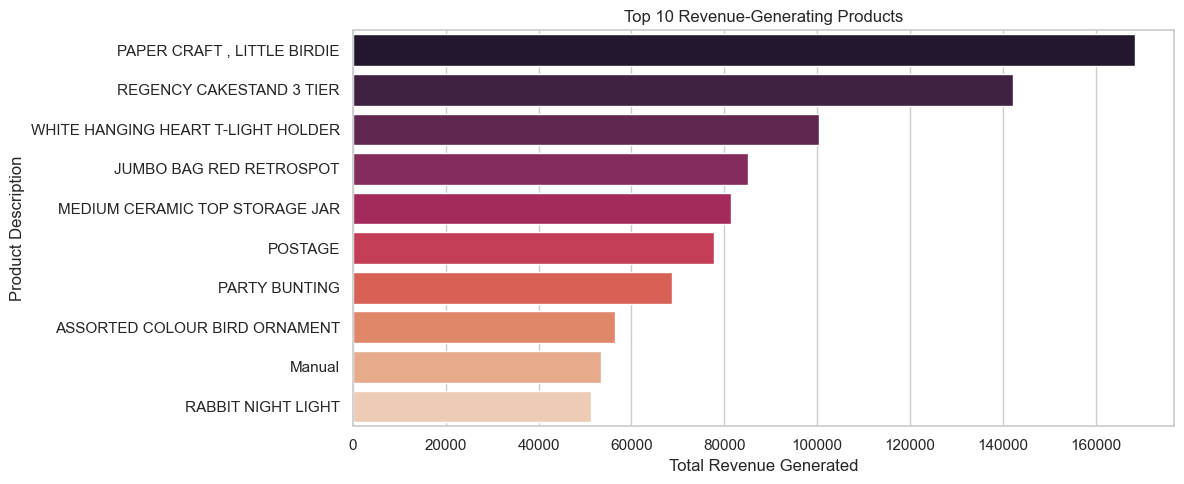 Top 10 Revenue-Generating Products
Product Description
PAPER CRAFT , LITTLE BIRDIE
REGENCY CAKESTAND 3 TIER
WHITE HANGING HEART T-LIGHT HOLDER
JUMBO BAG RED RETROSPOT
MEDIUM CERAMIC TOP STORAGE JAR
POSTAGE
PARTY BUNTING
ASSORTED COLOUR BIRD ORNAMENT
Manual
RABBIT NIGHT LIGHT
0 20000 40000 60000 80000 100000 120000 140000 160000
Total Revenue Generated